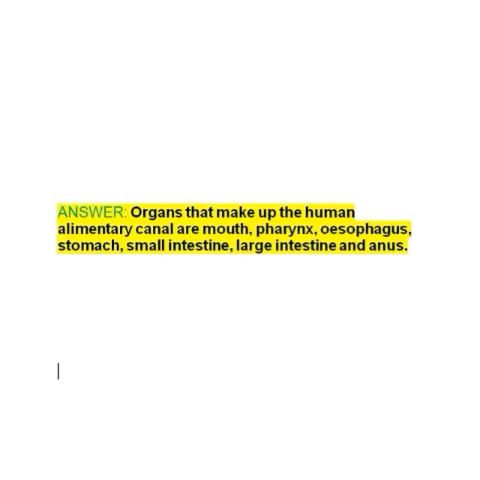 ANSWER: Organs that make up the human
alimentary canal are mouth, pharynx, oesophagus,
stomach, small intestine, large intestine and anus.